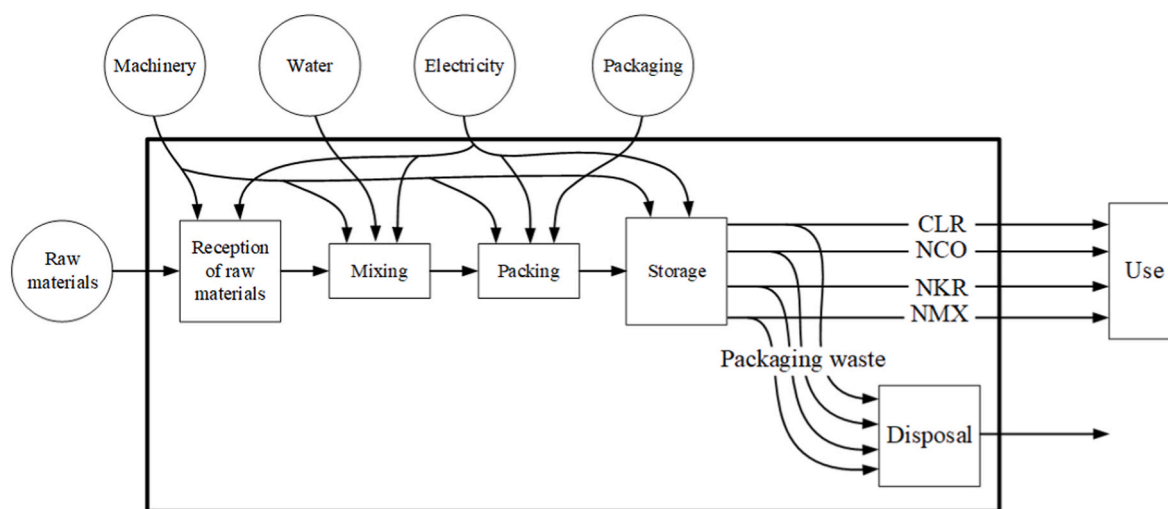 Machinery
Water
Electricity
Packaging
Raw
materials
Reception
of raw
materials
Mixing
Packing
Storage
CLR
NCO
NKR
NMX
Use
Packaging waste
Disposal